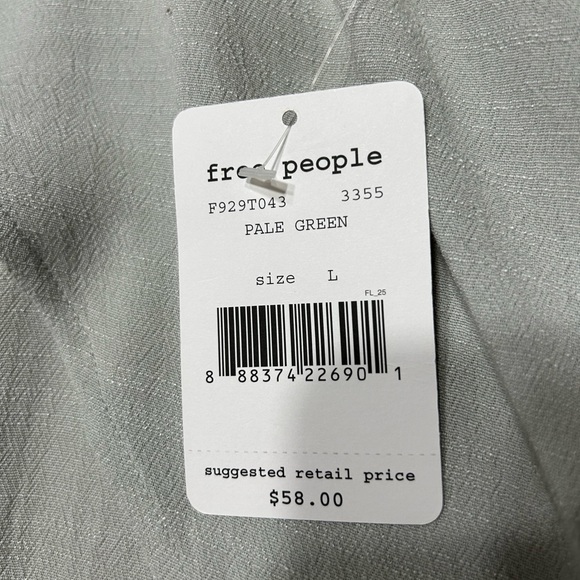 free people
F929T043 3355
PALE GREEN
size L
FL_25
8 88374 22690 1
suggested retail price
$58.00